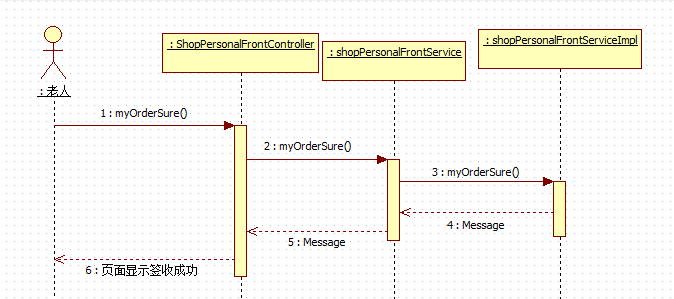 : ShopPersonalFrontController
: shopPersonalFrontService
: shopPersonalFrontServiceImpl
: 老人
1 : myOrderSure()
2 : myOrderSure()
3 : myOrderSure()
4 : Message
5 : Message
6 : 页面显示签收成功